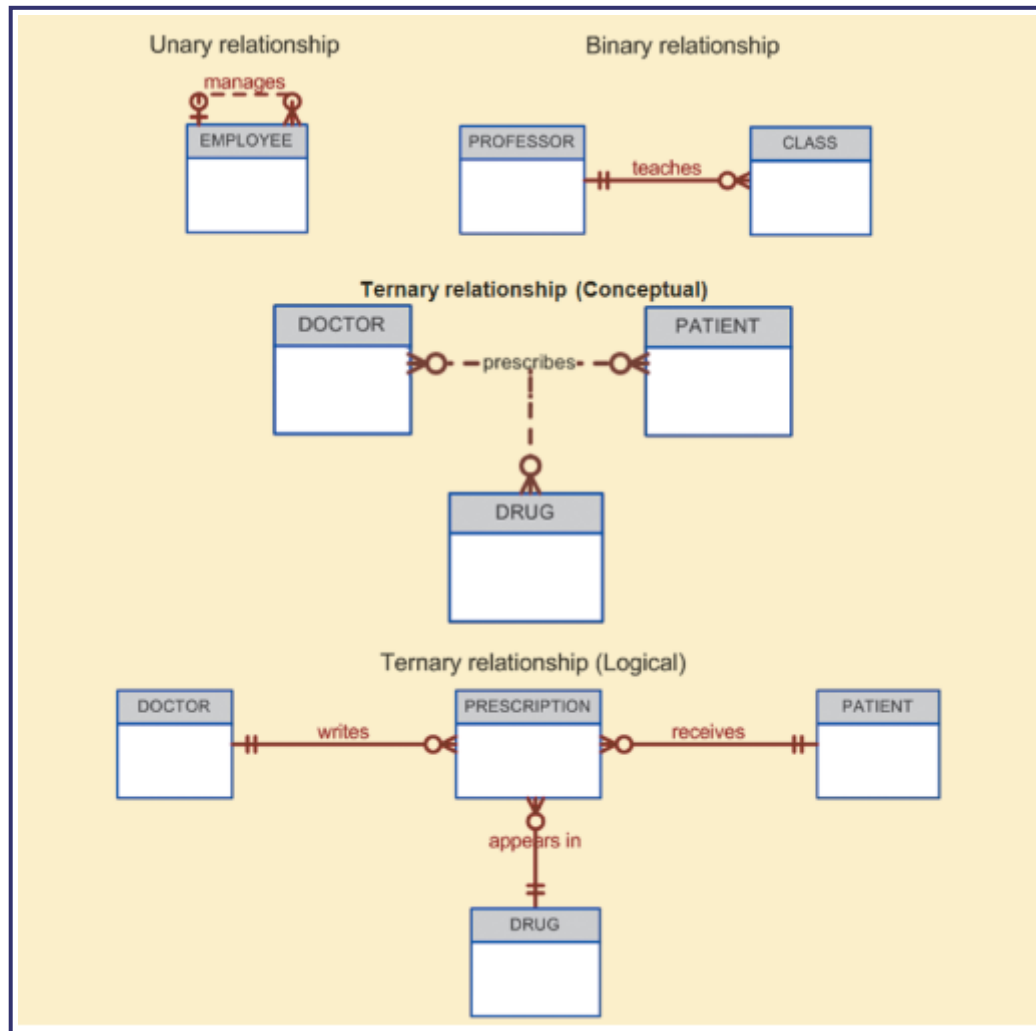 Unary relationship
Binary relationship
manages
EMPLOYEE
PROFESSOR
CLASS
teaches
Ternary relationship (Conceptual)
DOCTOR
PATIENT
prescribes
DRUG
Ternary relationship (Logical)
DOCTOR
PRESCRIPTION
PATIENT
writes
receives
appears in
DRUG